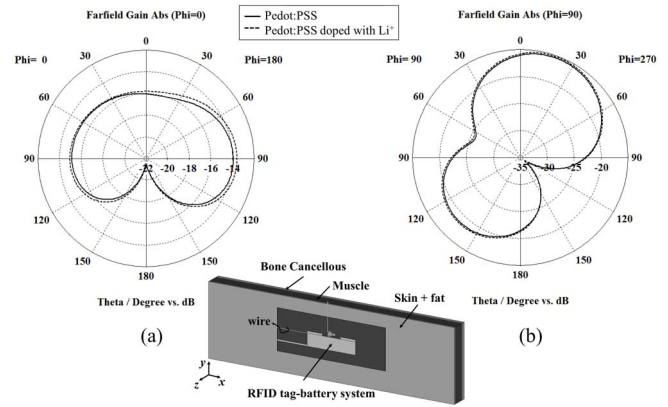 Farfield Gain Abs (Phi=0)
Pedot:PSS
Pedot:PSS doped with Li⁺
Farfield Gain Abs (Phi=90)
0
30
30
Phi= 0
Phi=180
60
60
90
-22
-20
-18
-16
-14
90
120
120
150
150
180
Theta / Degree vs. dB
(a)
0
30
30
Phi= 90
Phi=270
60
60
90
-35
-30
-25
-20
90
120
120
150
150
180
Theta / Degree vs. dB
(b)
Bone Cancellous
Muscle
Skin + fat
wire
RFID tag-battery system
y
z
x